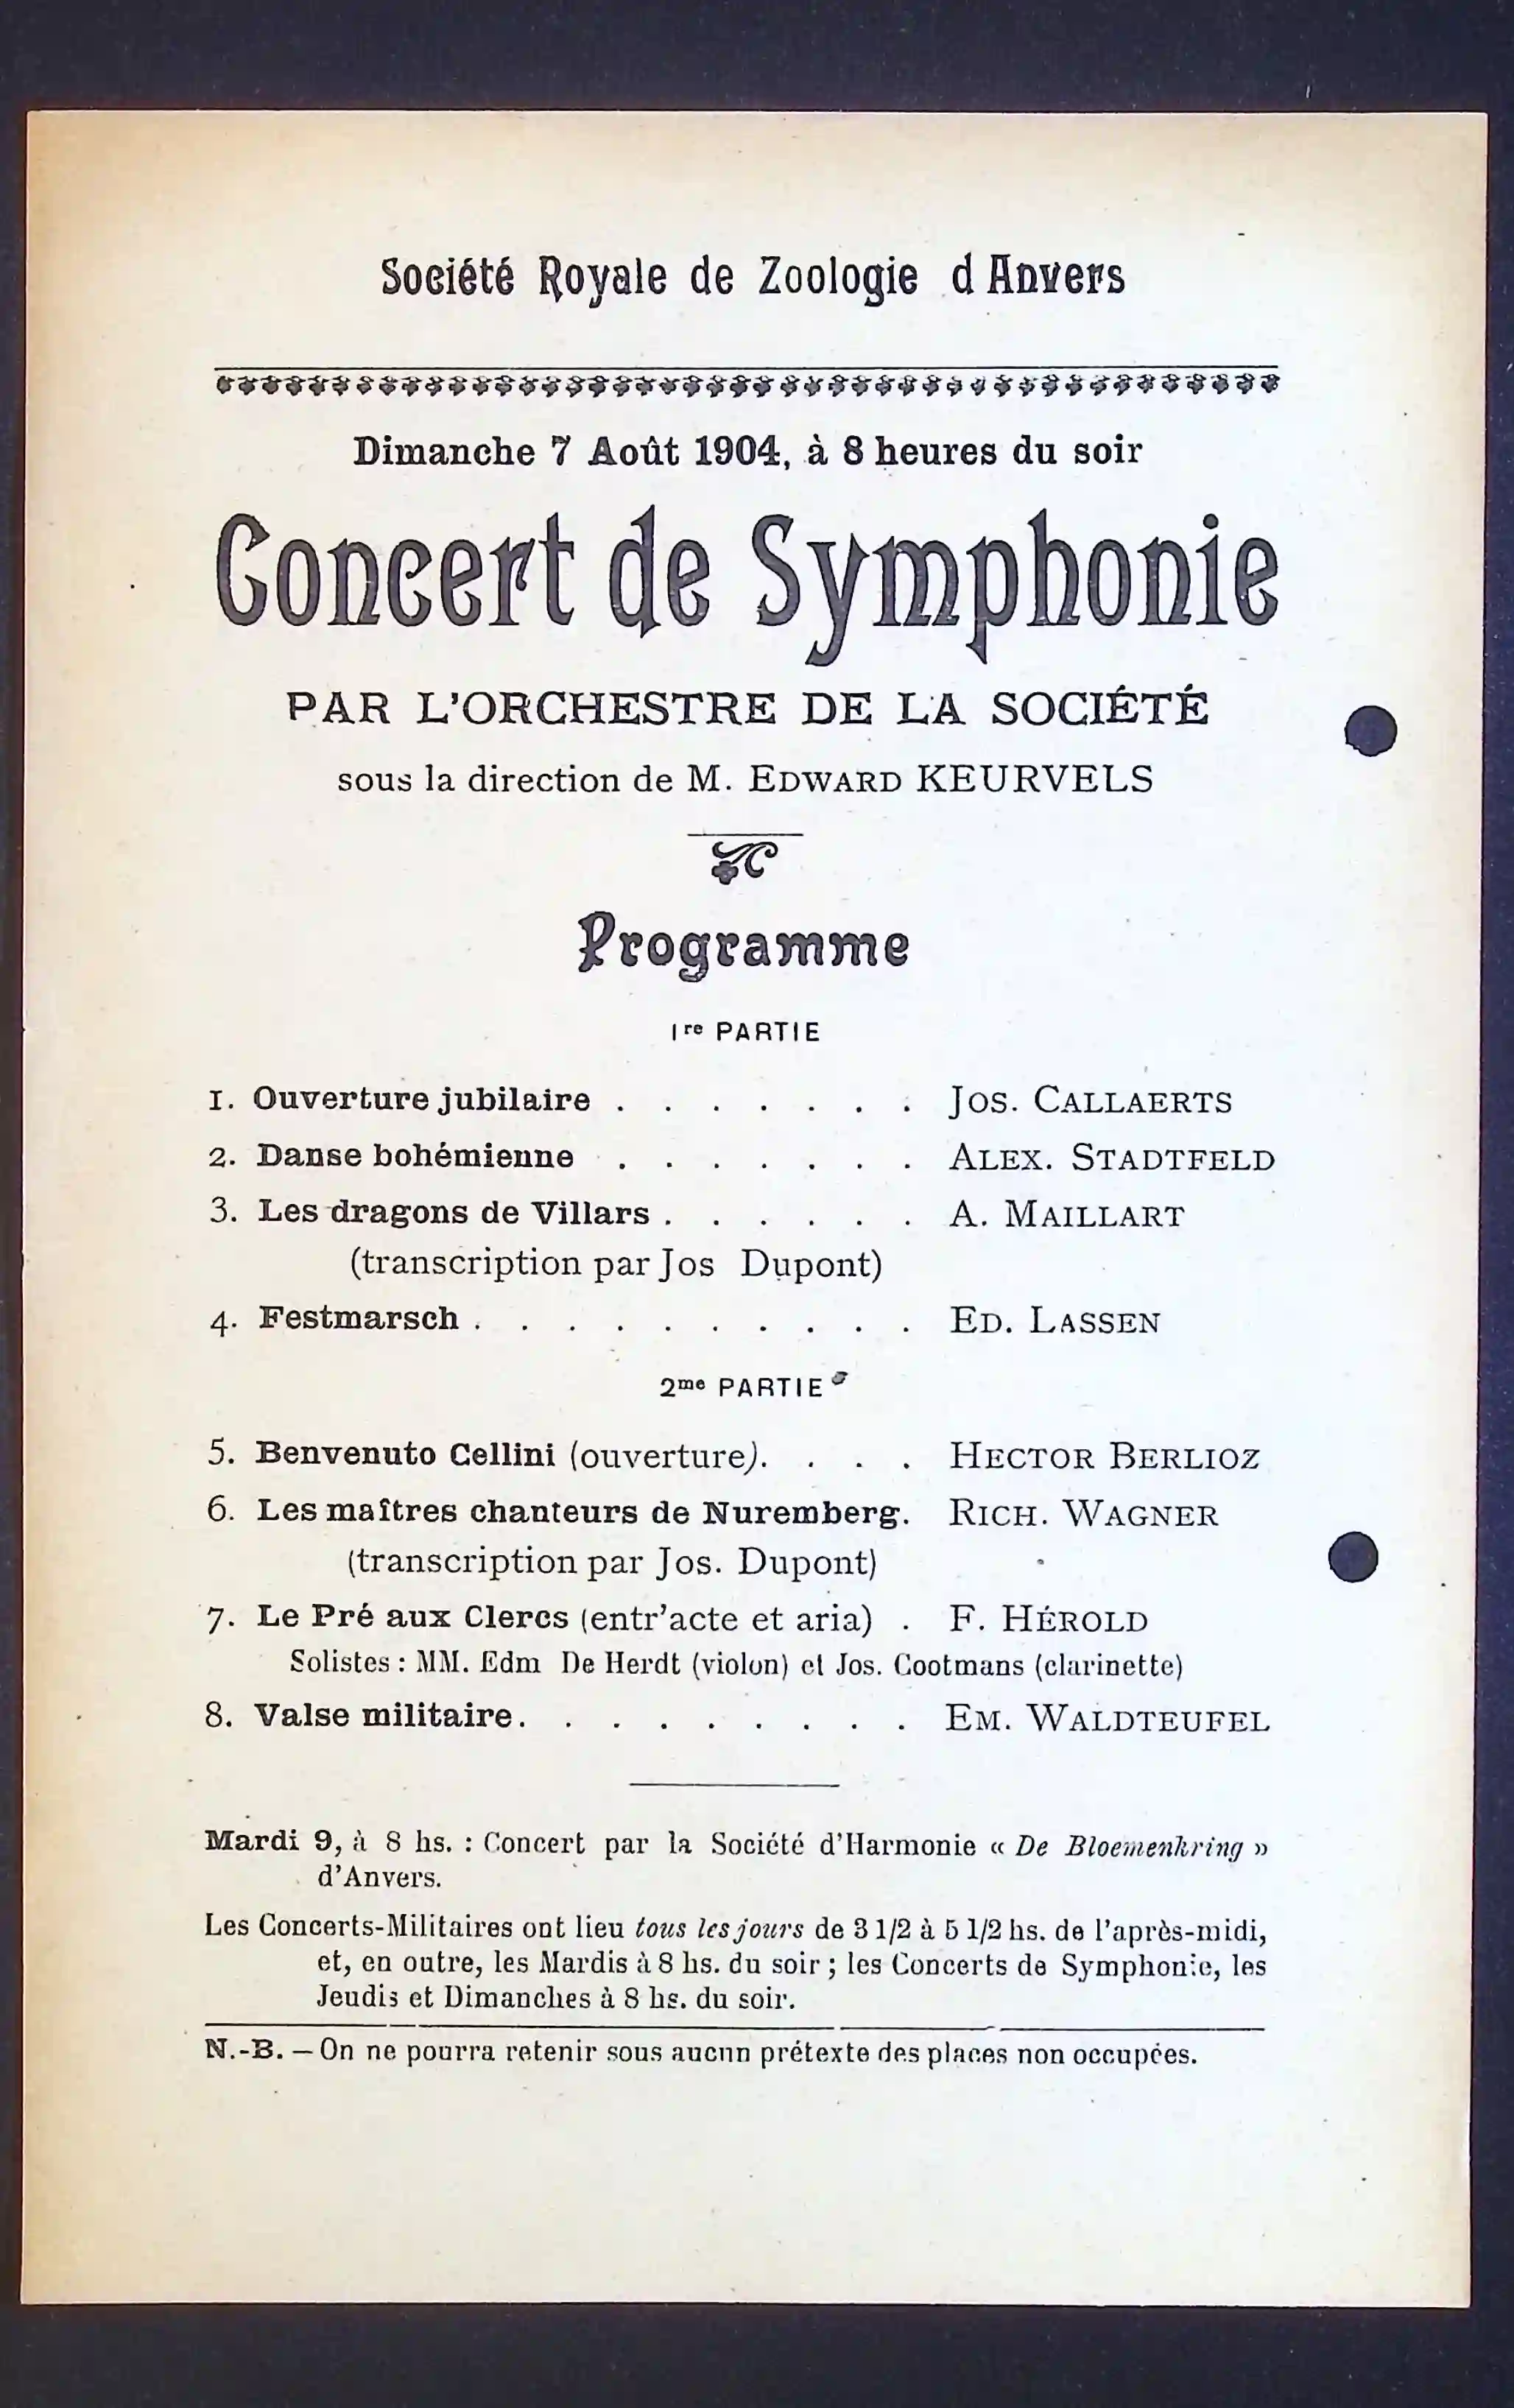 Société Royale de Zoologie d Anvers
Dimanche 7 Août 1904, à 8 heures du soir
Concert de Symphonie
PAR L'ORCHESTRE DE LA SOCIÉTÉ
sous la direction de M. EDWARD KEURVELS
Programme
1re PARTIE
1. Ouverture jubilaire . . . . . . . JOS. CALLAERTS
2. Danse bohémienne . . . . . . . ALEX. STADTFELD
3. Les dragons de Villars . . . . . . A. MAILLART
(transcription par Jos Dupont)
4. Festmarsch . . . . . . . . . . ED. LASSEN
2me PARTIE
5. Benvenuto Cellini (ouverture). . . . HECTOR BERLIOZ
6. Les maîtres chanteurs de Nuremberg. RICH. WAGNER
(transcription par Jos. Dupont)
7. Le Pré aux Clercs (entr'acte et aria) . F. HÉROLD
Solistes : MM. Edm De Herdt (violon) et Jos. Cootmans (clarinette)
8. Valse militaire. . . . . . . . . EM. WALDTEUFEL
Mardi 9, à 8 hs. : Concert par la Société d'Harmonie « De Bloemenkring »
d'Anvers.
Les Concerts-Militaires ont lieu tous les jours de 3 1/2 à 5 1/2 hs. de l'après-midi,
et, en outre, les Mardis à 8 hs. du soir ; les Concerts de Symphonie, les
Jeudis et Dimanches à 8 hs. du soir.
N.-B. — On ne pourra retenir sous aucun prétexte des places non occupées.